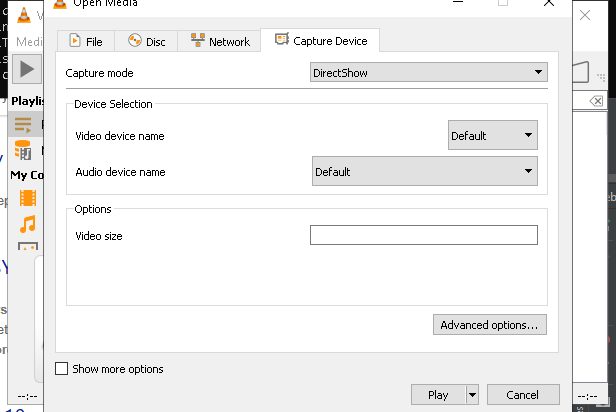 Open Media
Medi
File
Disc
Network
Capture Device
Capture mode
DirectShow
Playlis
Device Selection
Video device name
Default
Audio device name
Default
My Co
Options
Video size
Advanced options...
Show more options
Play
Cancel
--:--
--:--